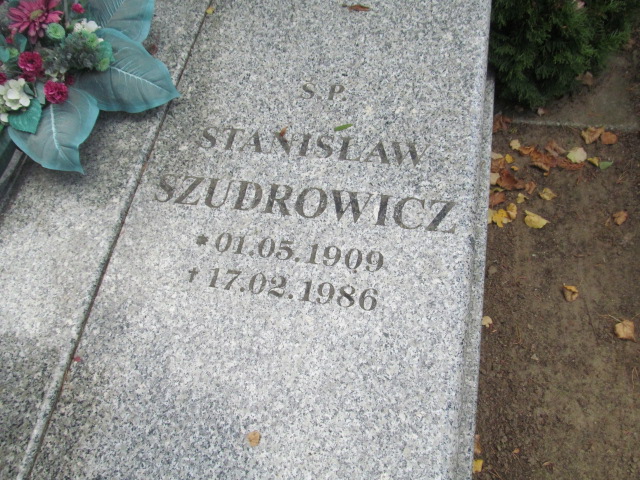 Ś.P.
STANISŁAW
SZUDROWICZ
* 01.05.1909
† 17.02.1986